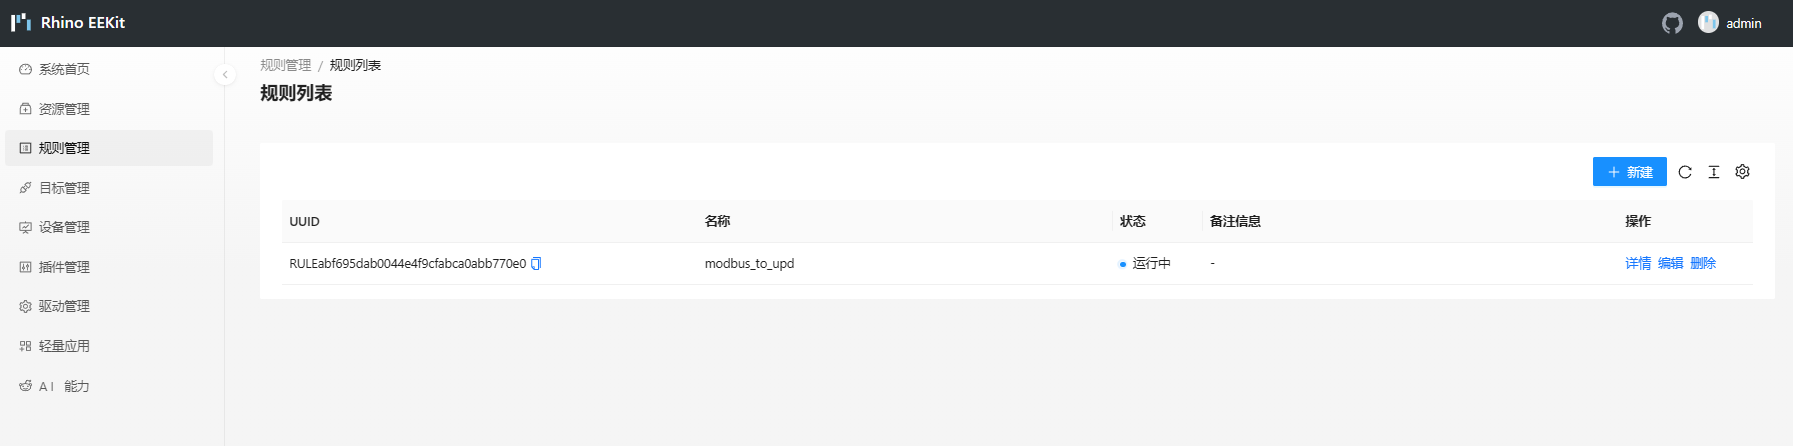 Rhino EEKit
admin
系统首页
资源管理
规则管理
目标管理
设备管理
插件管理
驱动管理
轻量应用
AI 能力
规则管理 / 规则列表
规则列表
新建
UUID 名称 状态 备注信息 操作
RULEabf695dab0044e4f9cfabca0abb770e0 modbus_to_upd 运行中 - 详情 编辑 删除